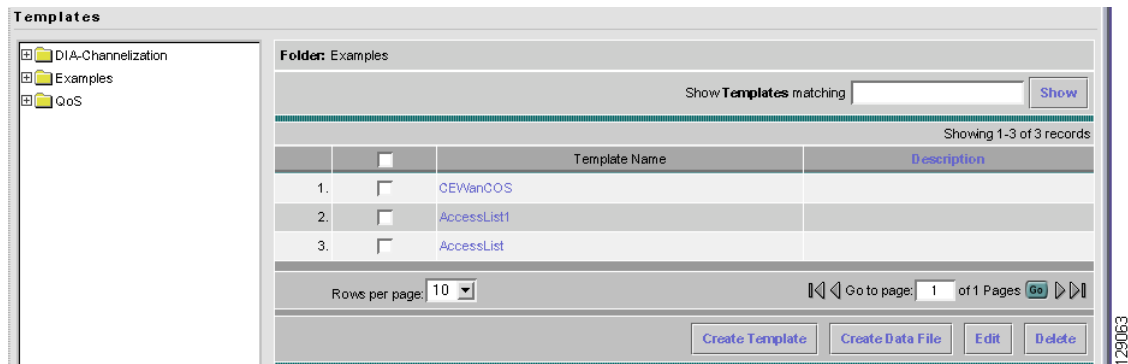 Templates
DIA-Channelization
Examples
QoS
Folder: Examples
Show Templates matching Show
Showing 1-3 of 3 records
Template Name Description
1. CEWanCOS
2. AccessList1
3. AccessList
Rows per page: 10 Go to page: 1 of 1 Pages Go
Create Template Create Data File Edit Delete
129063